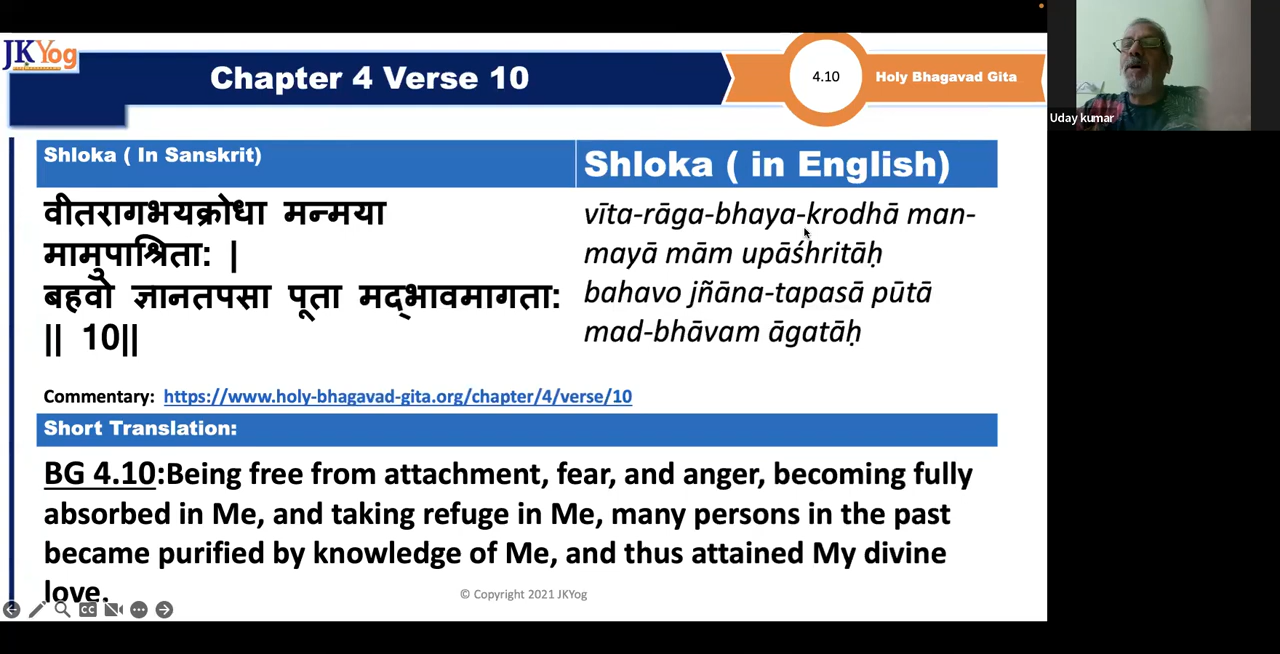 JKYog
Chapter 4 Verse 10
4.10
Holy Bhagavad Gita
Uday kumar
Shloka ( In Sanskrit)
Shloka ( in English)
वीतरागभयक्रोधा मन्मया
मामुपाश्रिता: |
बहवो ज्ञानतपसा पूता मद्भावमागता:
|| 10||
vīta-rāga-bhaya-krodhā man-
mayā mām upāśhritāḥ
bahavo jñāna-tapasā pūtā
mad-bhāvam āgatāḥ
Commentary: https://www.holy-bhagavad-gita.org/chapter/4/verse/10
Short Translation:
BG 4.10:Being free from attachment, fear, and anger, becoming fully
absorbed in Me, and taking refuge in Me, many persons in the past
became purified by knowledge of Me, and thus attained My divine
love.
© Copyright 2021 JKYog
CC